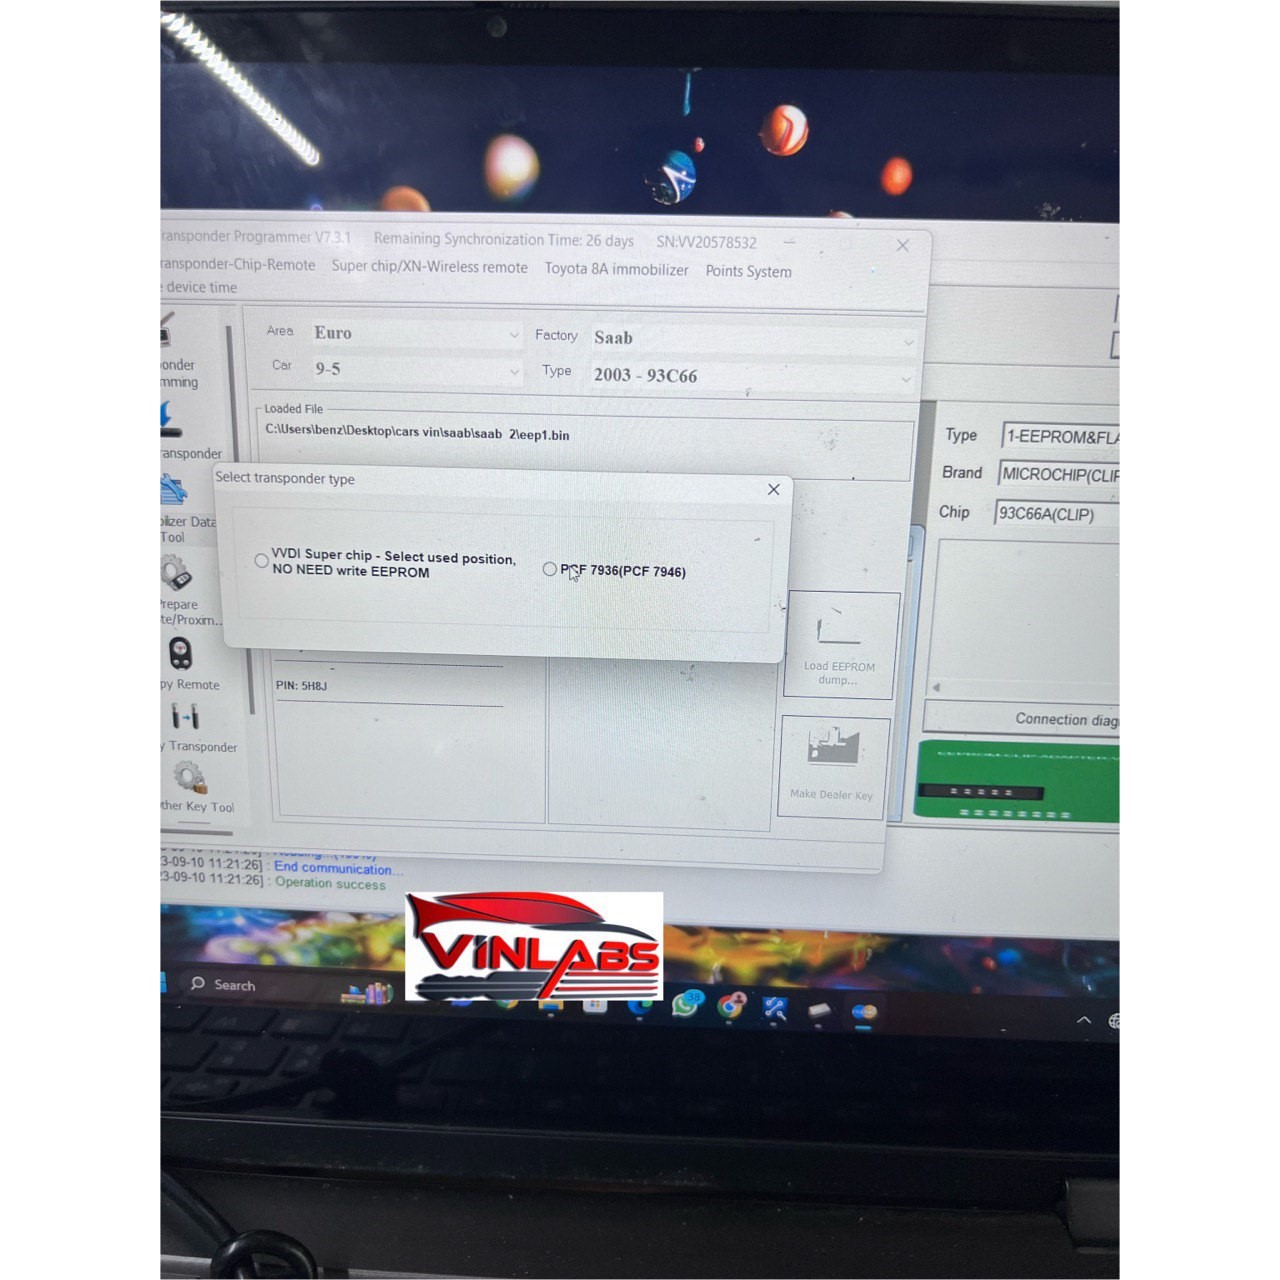 ransponder Programmer V7.3.1 Remaining Synchronization Time: 26 days SN:VV20578532
ransponder-Chip-Remote Super chip/XN-Wireless remote Toyota 8A immobilizer Points System
device time
Area Euro Factory Saab
Car 9-5 Type 2003 - 93C66
Loaded File
C:\Users\benz\Desktop\cars vin\saab\saab 2\eep1.bin
onder
mming
ansponder
ilizer Data
Tool
repare
te/Proxim...
py Remote
y Transponder
ther Key Tool
Select transponder type
VVDI Super chip - Select used position,
NO NEED write EEPROM
PCF 7936(PCF 7946)
PIN: 5H8J
Load EEPROM
dump...
Make Dealer Key
Type 1-EEPROM&FLA
Brand MICROCHIP(CLIP
Chip 93C66A(CLIP)
Connection diag
3-09-10 11:21:26] : End communication...
3-09-10 11:21:26] : Operation success
VINLABS
Search
38